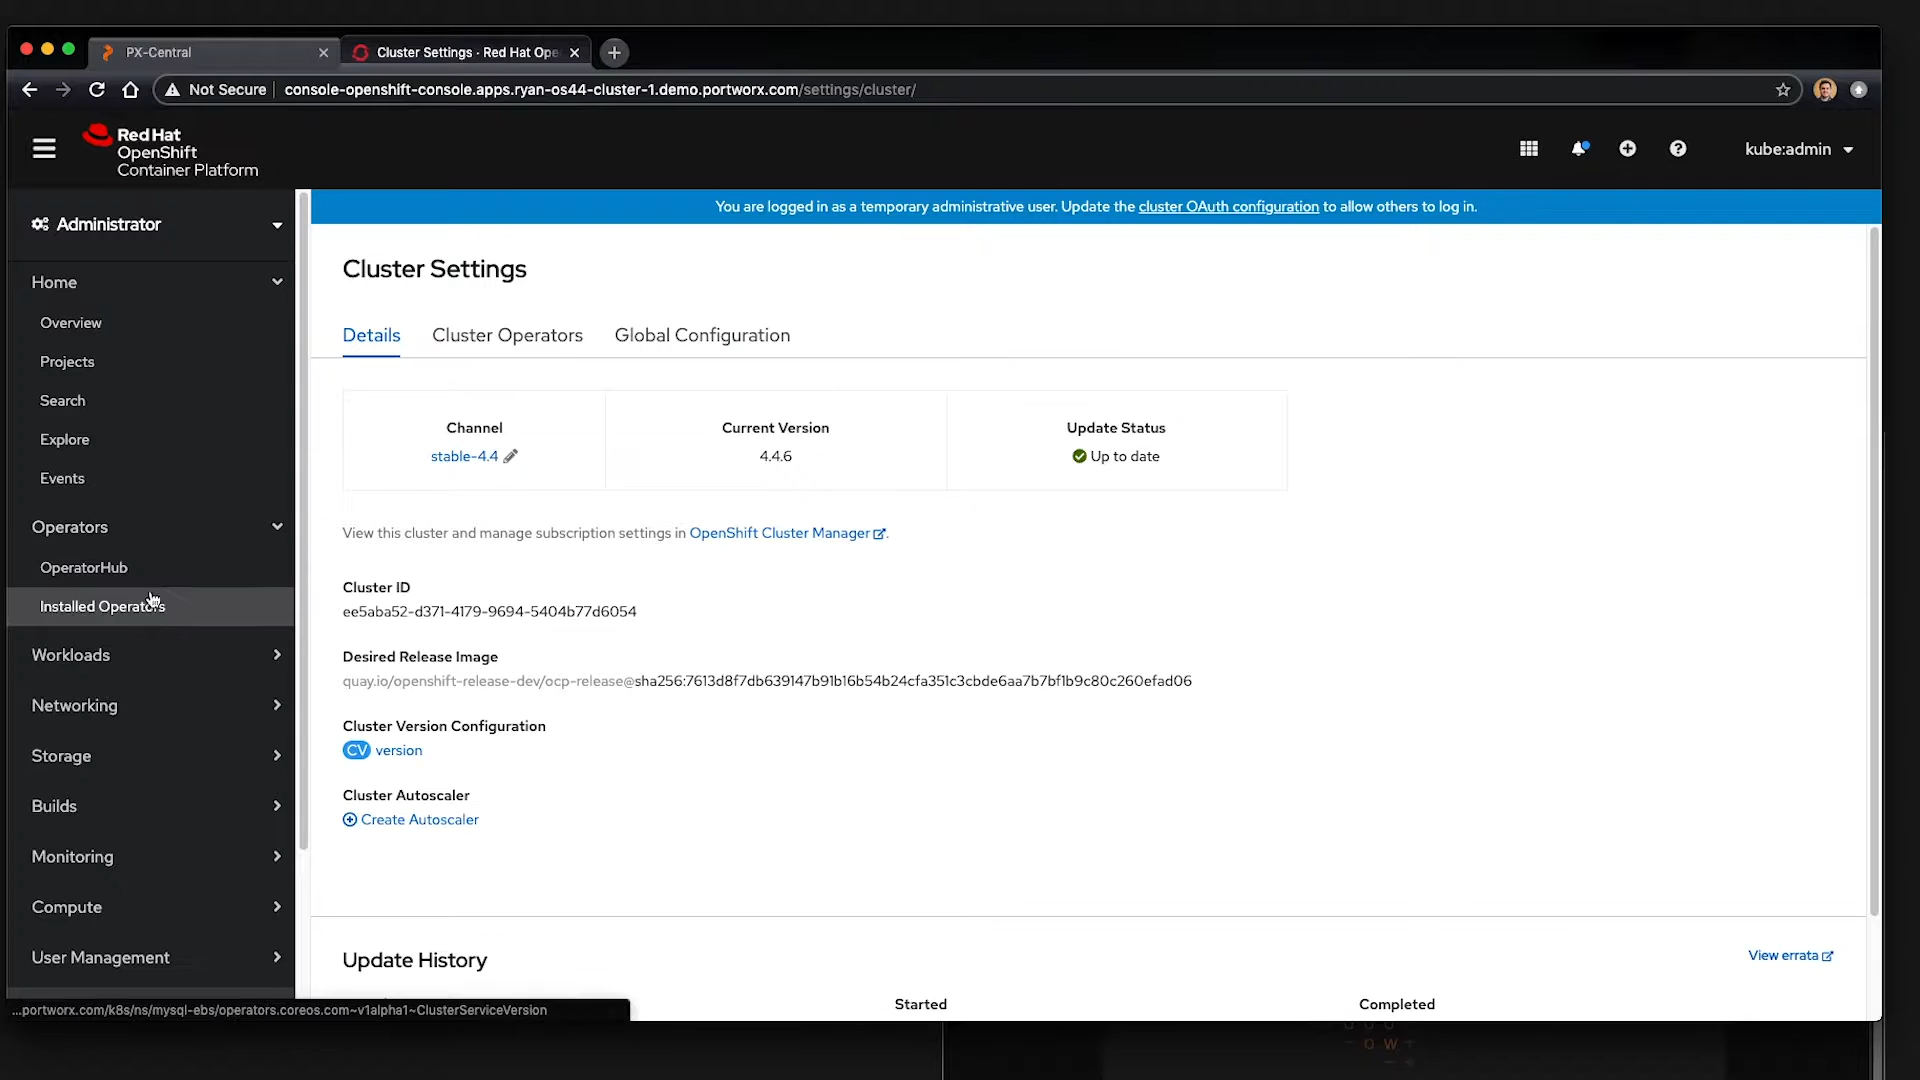 PX-Central
Cluster Settings · Red Hat Ope
Not Secure
console-openshift-console.apps.ryan-os44-cluster-1.demo.portworx.com/settings/cluster/
Red Hat
OpenShift
Container Platform
kube:admin
Administrator
You are logged in as a temporary administrative user. Update the cluster OAuth configuration to allow others to log in.
Home
Overview
Projects
Search
Explore
Events
Operators
OperatorHub
Installed Operators
Workloads
Networking
Storage
Builds
Monitoring
Compute
User Management
Cluster Settings
Details
Cluster Operators
Global Configuration
Channel
stable-4.4
Current Version
4.4.6
Update Status
Up to date
View this cluster and manage subscription settings in OpenShift Cluster Manager.
Cluster ID
ee5aba52-d371-4179-9694-5404b77d6054
Desired Release Image
quay.io/openshift-release-dev/ocp-release@sha256:7613d8f7db639147b91b16b54b24cfa351c3cbde6aa7b7bf1b9c80c260efad06
Cluster Version Configuration
CV version
Cluster Autoscaler
Create Autoscaler
Update History
View errata
Started
Completed
...portworx.com/k8s/ns/mysql-ebs/operators.coreos.com~v1alpha1~ClusterServiceVersion